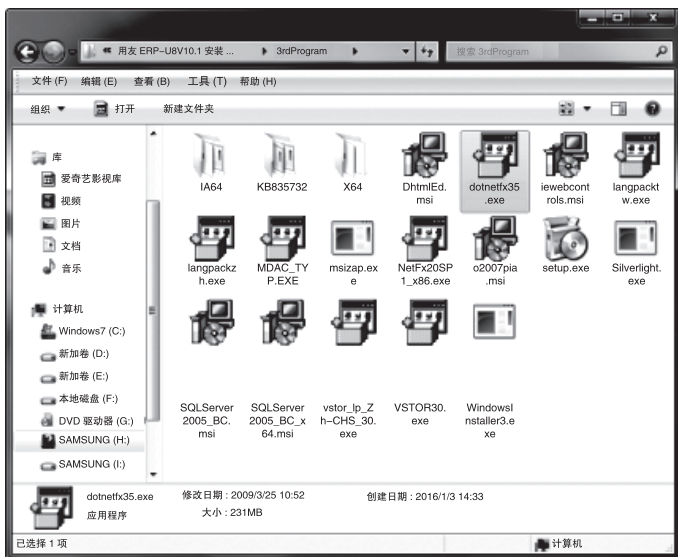 用友 ERP-U8V10.1 安装 ... ▸ 3rdProgram ▸
搜索 3rdProgram
文件 (F) 编辑 (E) 查看 (B) 工具 (T) 帮助 (H)
组织 打开 新建文件夹
库
爱奇艺影视库
视频
图片
文档
音乐
计算机
Windows7 (C:)
新加卷 (D:)
新加卷 (E:)
本地磁盘 (F:)
DVD 驱动器 (G:)
SAMSUNG (H:)
SAMSUNG (I:)
IA64
KB835732
X64
DhtmlEd.
msi
dotnetfx35
.exe
iewebcont
rols.msi
langpackt
w.exe
langpackz
h.exe
MDAC_TY
P.EXE
msizap.ex
e
NetFx20SP
1_x86.exe
o2007pia
.msi
setup.exe
Silverlight.
exe
SQLServer
2005_BC.
msi
SQLServer
2005_BC_x
64.msi
vstor_lp_Z
h-CHS_30.
exe
VSTOR30.
exe
WindowsI
nstaller3.e
xe
dotnetfx35.exe 修改日期 : 2009/3/25 10:52 创建日期 : 2016/1/3 14:33
应用程序 大小 : 231MB
已选择 1 项 计算机